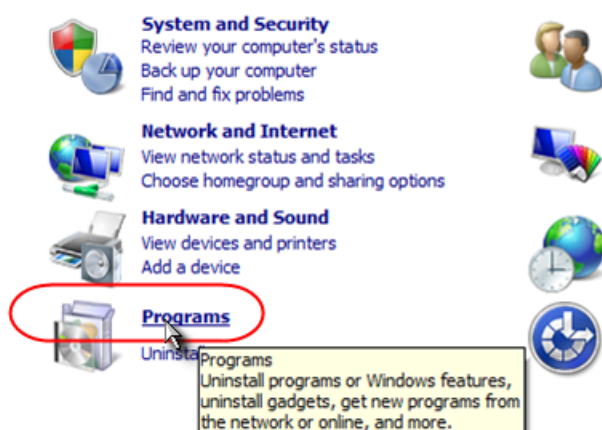 System and Security
Review your computer's status
Back up your computer
Find and fix problems
Network and Internet
View network status and tasks
Choose homegroup and sharing options
Hardware and Sound
View devices and printers
Add a device
Programs
Programs
Uninstall programs or Windows features,
uninstall gadgets, get new programs from
the network or online, and more.